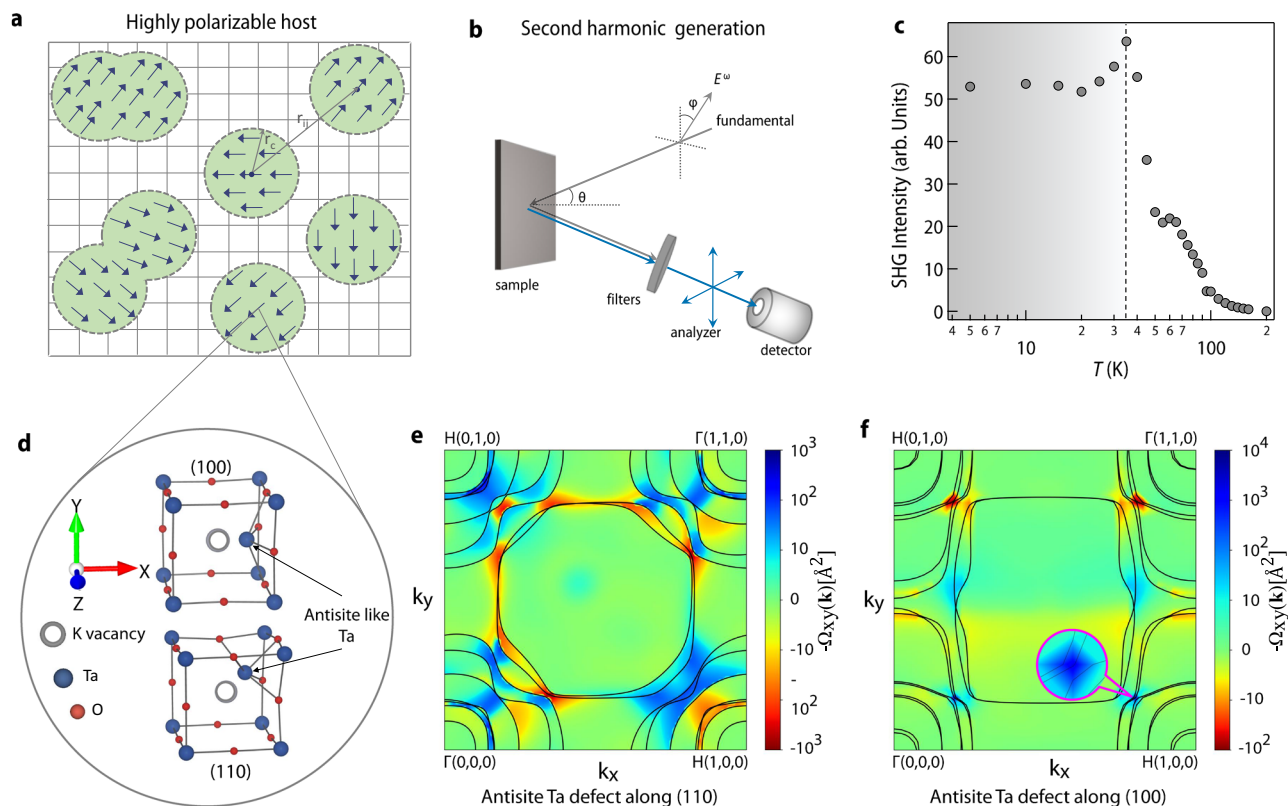 a
Highly polarizable host
r_ij
r_c
b
Second harmonic generation
E^ω
φ
fundamental
θ
sample
filters
analyzer
detector
c
SHG Intensity (arb. Units)
60
50
40
30
20
10
0
4 5 6 7 2 3 4 5 6 7 2
10 100
T (K)
d
(100)
Y
X
Z
Antisite like
Ta
K vacancy
Ta
O
(110)
e
H(0,1,0) Γ(1,1,0)
k_y
Γ(0,0,0) H(1,0,0)
k_x
Antisite Ta defect along (110)
10^3
10^2
10
0
-10
10^2
-10^3
-Ω_xy(k)[Å^2]
f
H(0,1,0) Γ(1,1,0)
k_y
Γ(0,0,0) H(1,0,0)
k_x
Antisite Ta defect along (100)
10^4
10^3
10^2
10
0
-10
-10^2
-Ω_xy(k)[Å^2]